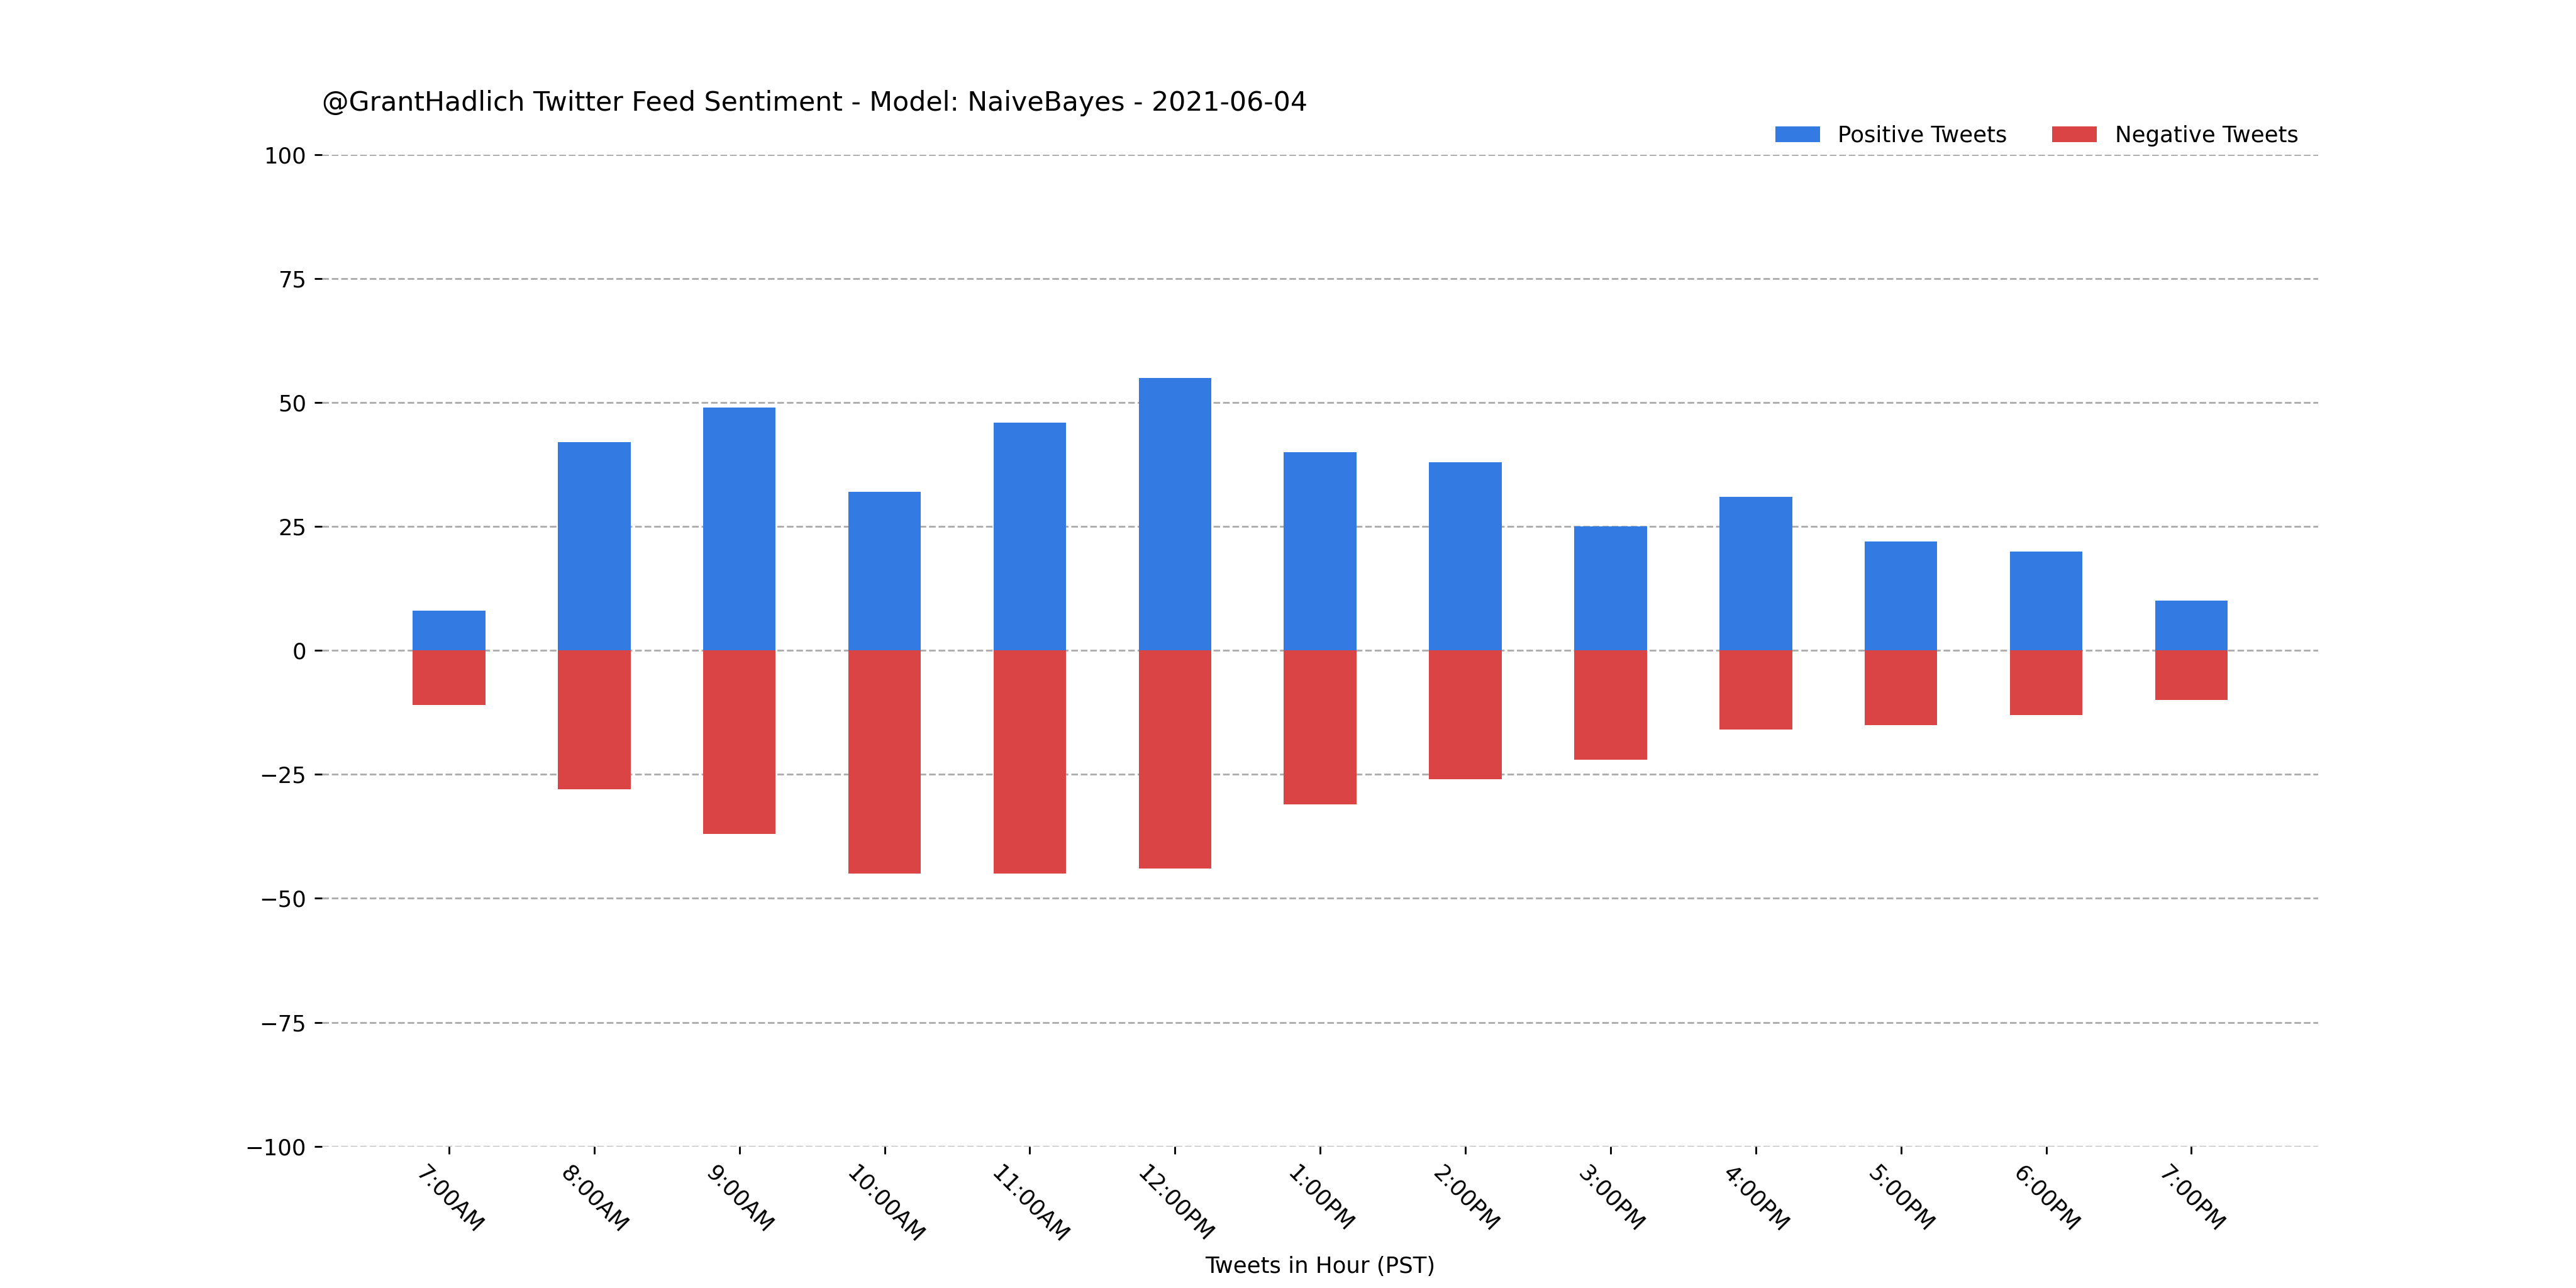 @GrantHadlich Twitter Feed Sentiment - Model: NaiveBayes - 2021-06-04
Positive Tweets Negative Tweets
100
75
50
25
0
−25
−50
−75
−100
7:00AM 8:00AM 9:00AM 10:00AM 11:00AM 12:00PM 1:00PM 2:00PM 3:00PM 4:00PM 5:00PM 6:00PM 7:00PM
Tweets in Hour (PST)